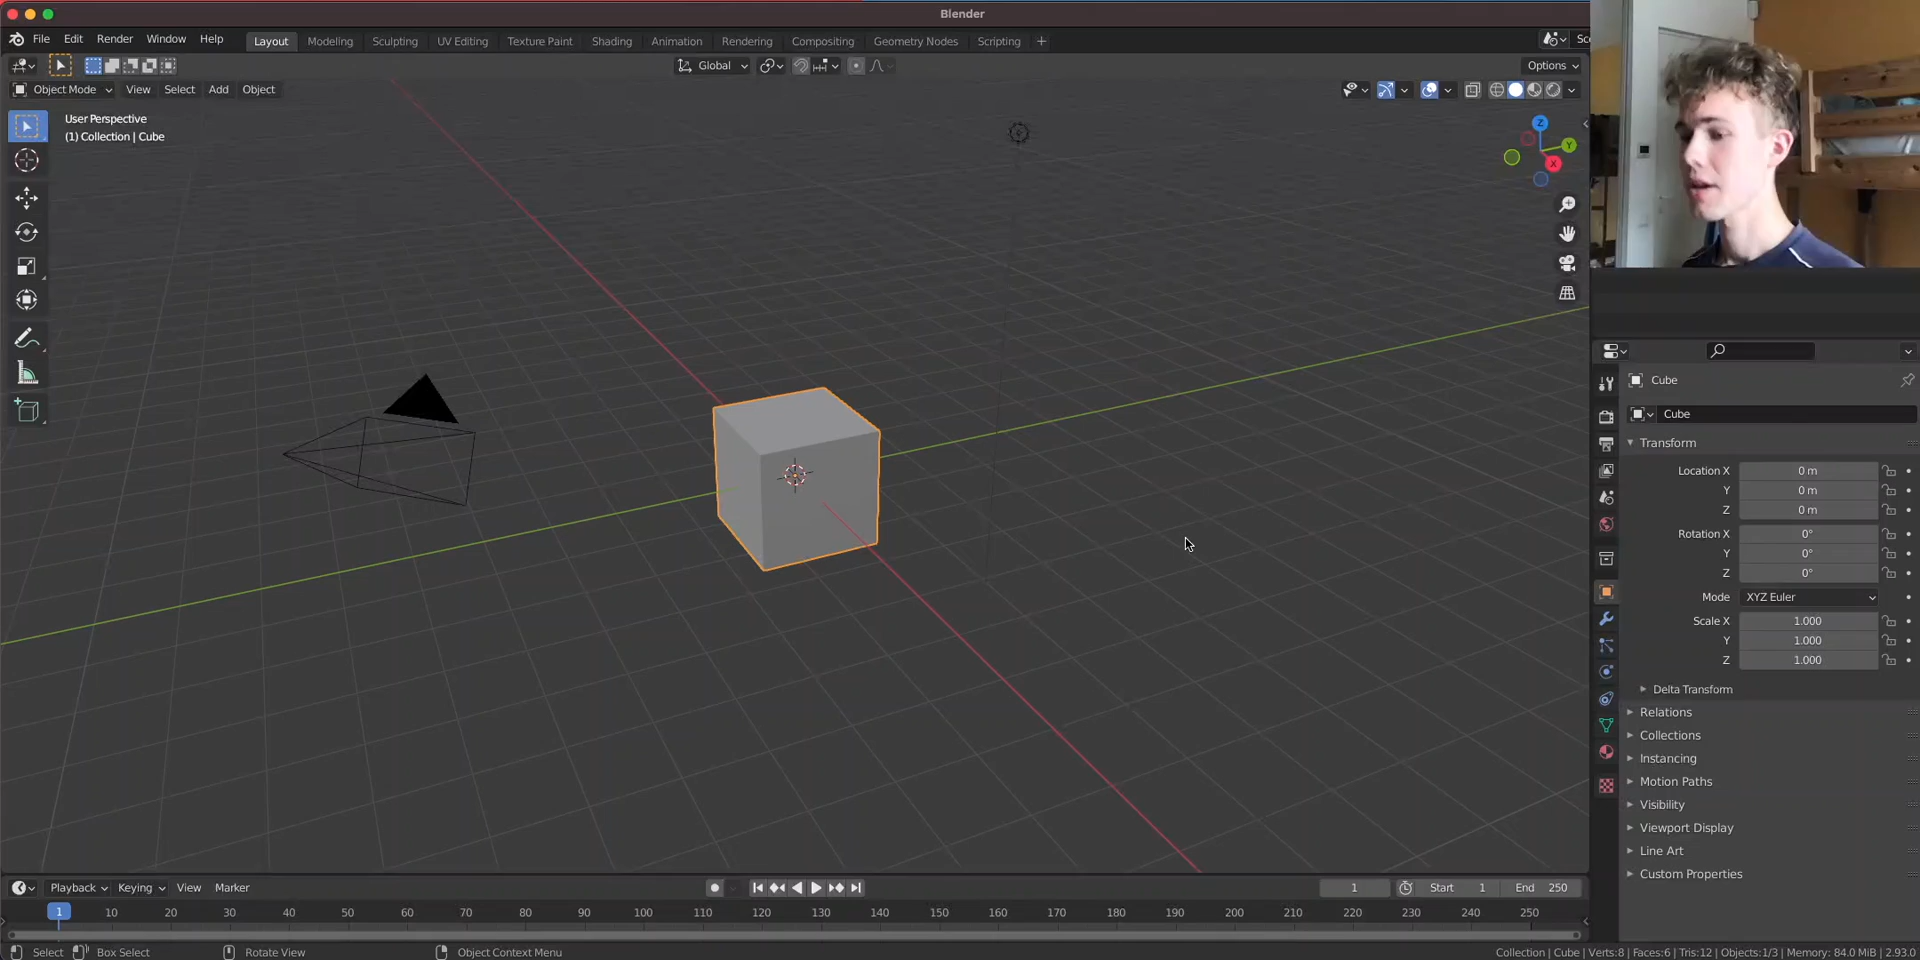 Blender
File Edit Render Window Help Layout Modeling Sculpting UV Editing Texture Paint Shading Animation Rendering Compositing Geometry Nodes Scripting + Sc
Global Options
Object Mode View Select Add Object
User Perspective
(1) Collection | Cube
Z
Y
X
Cube
Cube
Transform
Location X 0 m
Y 0 m
Z 0 m
Rotation X 0°
Y 0°
Z 0°
Mode XYZ Euler
Scale X 1.000
Y 1.000
Z 1.000
Delta Transform
Relations
Collections
Instancing
Motion Paths
Visibility
Viewport Display
Line Art
Custom Properties
Playback Keying View Marker 1 Start 1 End 250
1 10 20 30 40 50 60 70 80 90 100 110 120 130 140 150 160 170 180 190 200 210 220 230 240 250
Select Box Select Rotate View Object Context Menu Collection | Cube | Verts:8 | Faces:6 | Tris:12 | Objects:1/3 | Memory: 84.0 MiB | 2.93.0